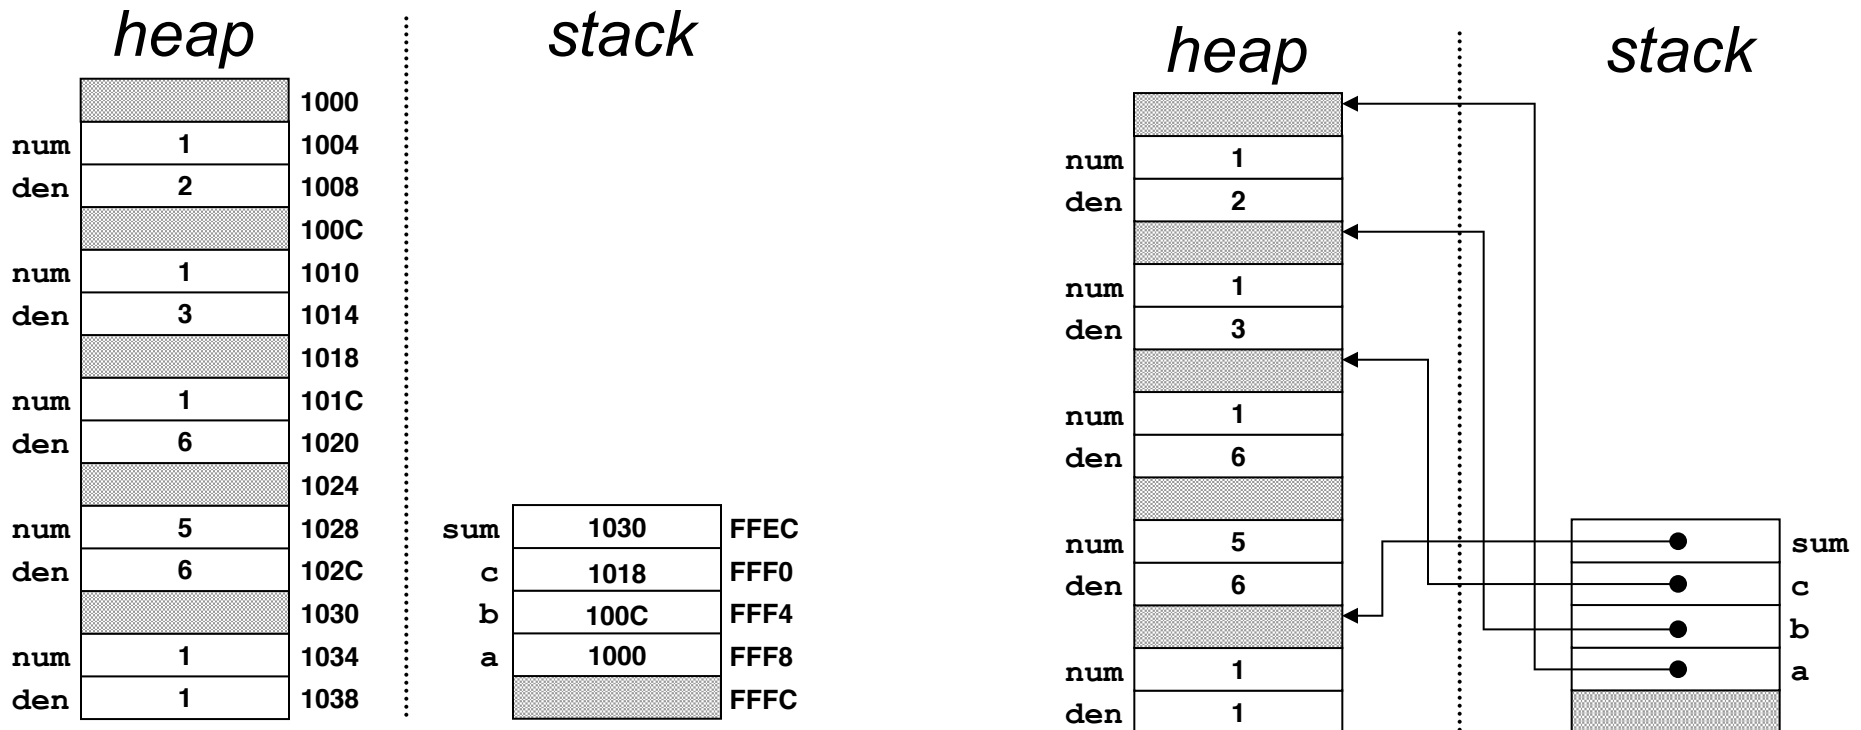 heap stack
1000
num 1 1004
den 2 1008
100C
num 1 1010
den 3 1014
1018
num 1 101C
den 6 1020
1024
num 5 1028
den 6 102C
1030
num 1 1034
den 1 1038
sum 1030 FFEC
c 1018 FFF0
b 100C FFF4
a 1000 FFF8
FFFC
heap stack
num 1
den 2
num 1
den 3
num 1
den 6
num 5
den 6
num 1
den 1
sum
c
b
a